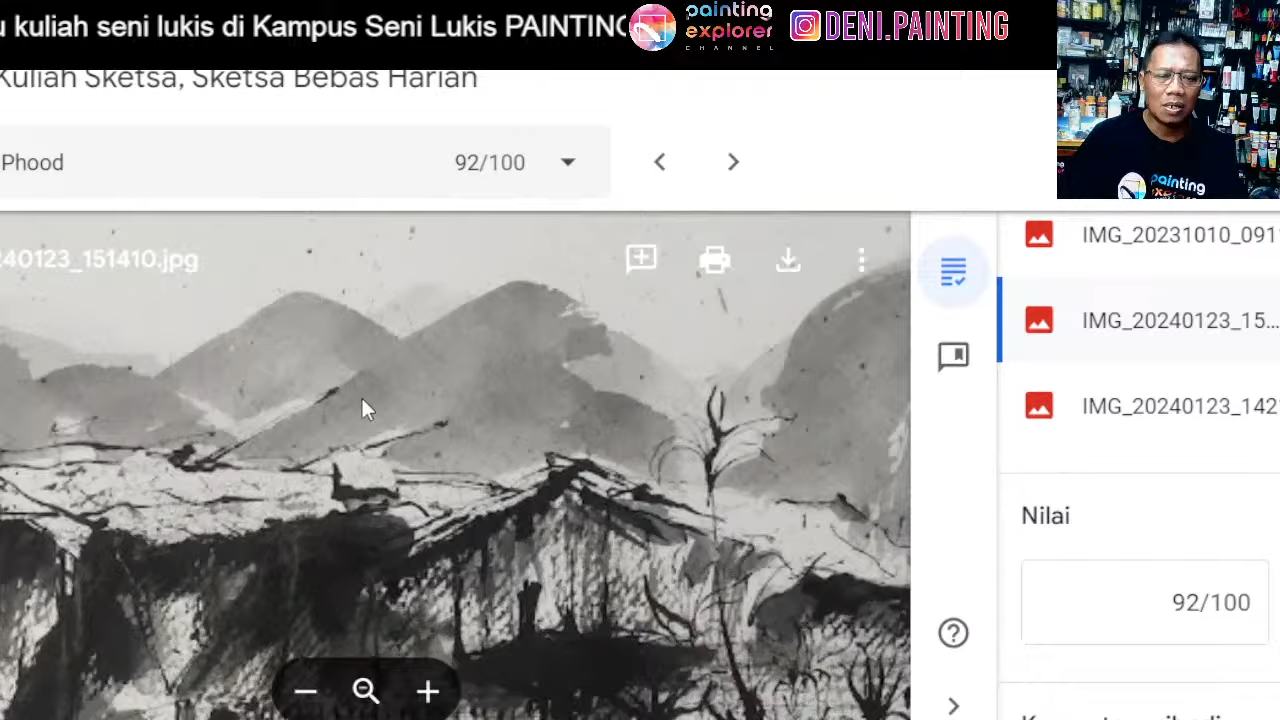 u kuliah seni lukis di Kampus Seni Lukis PAINTING
painting
explorer
CHANNEL
DENI.PAINTING
Kuliah Sketsa, Sketsa Bebas Harian
Phood
92/100
240123_151410.jpg
IMG_20231010_091
IMG_20240123_15...
IMG_20240123_142
Nilai
92/100
painting